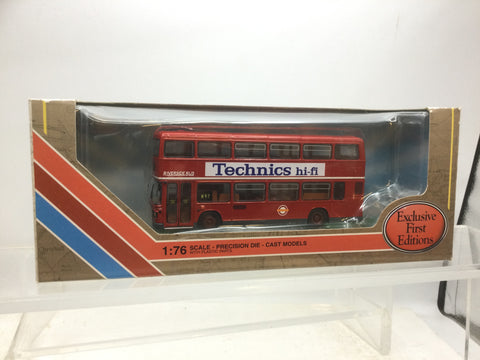 RIVERSIDE BUS
Technics hi-fi
1:76 SCALE - PRECISION DIE - CAST MODELS
WITH PLASTIC PARTS
Exclusive
First
Editions